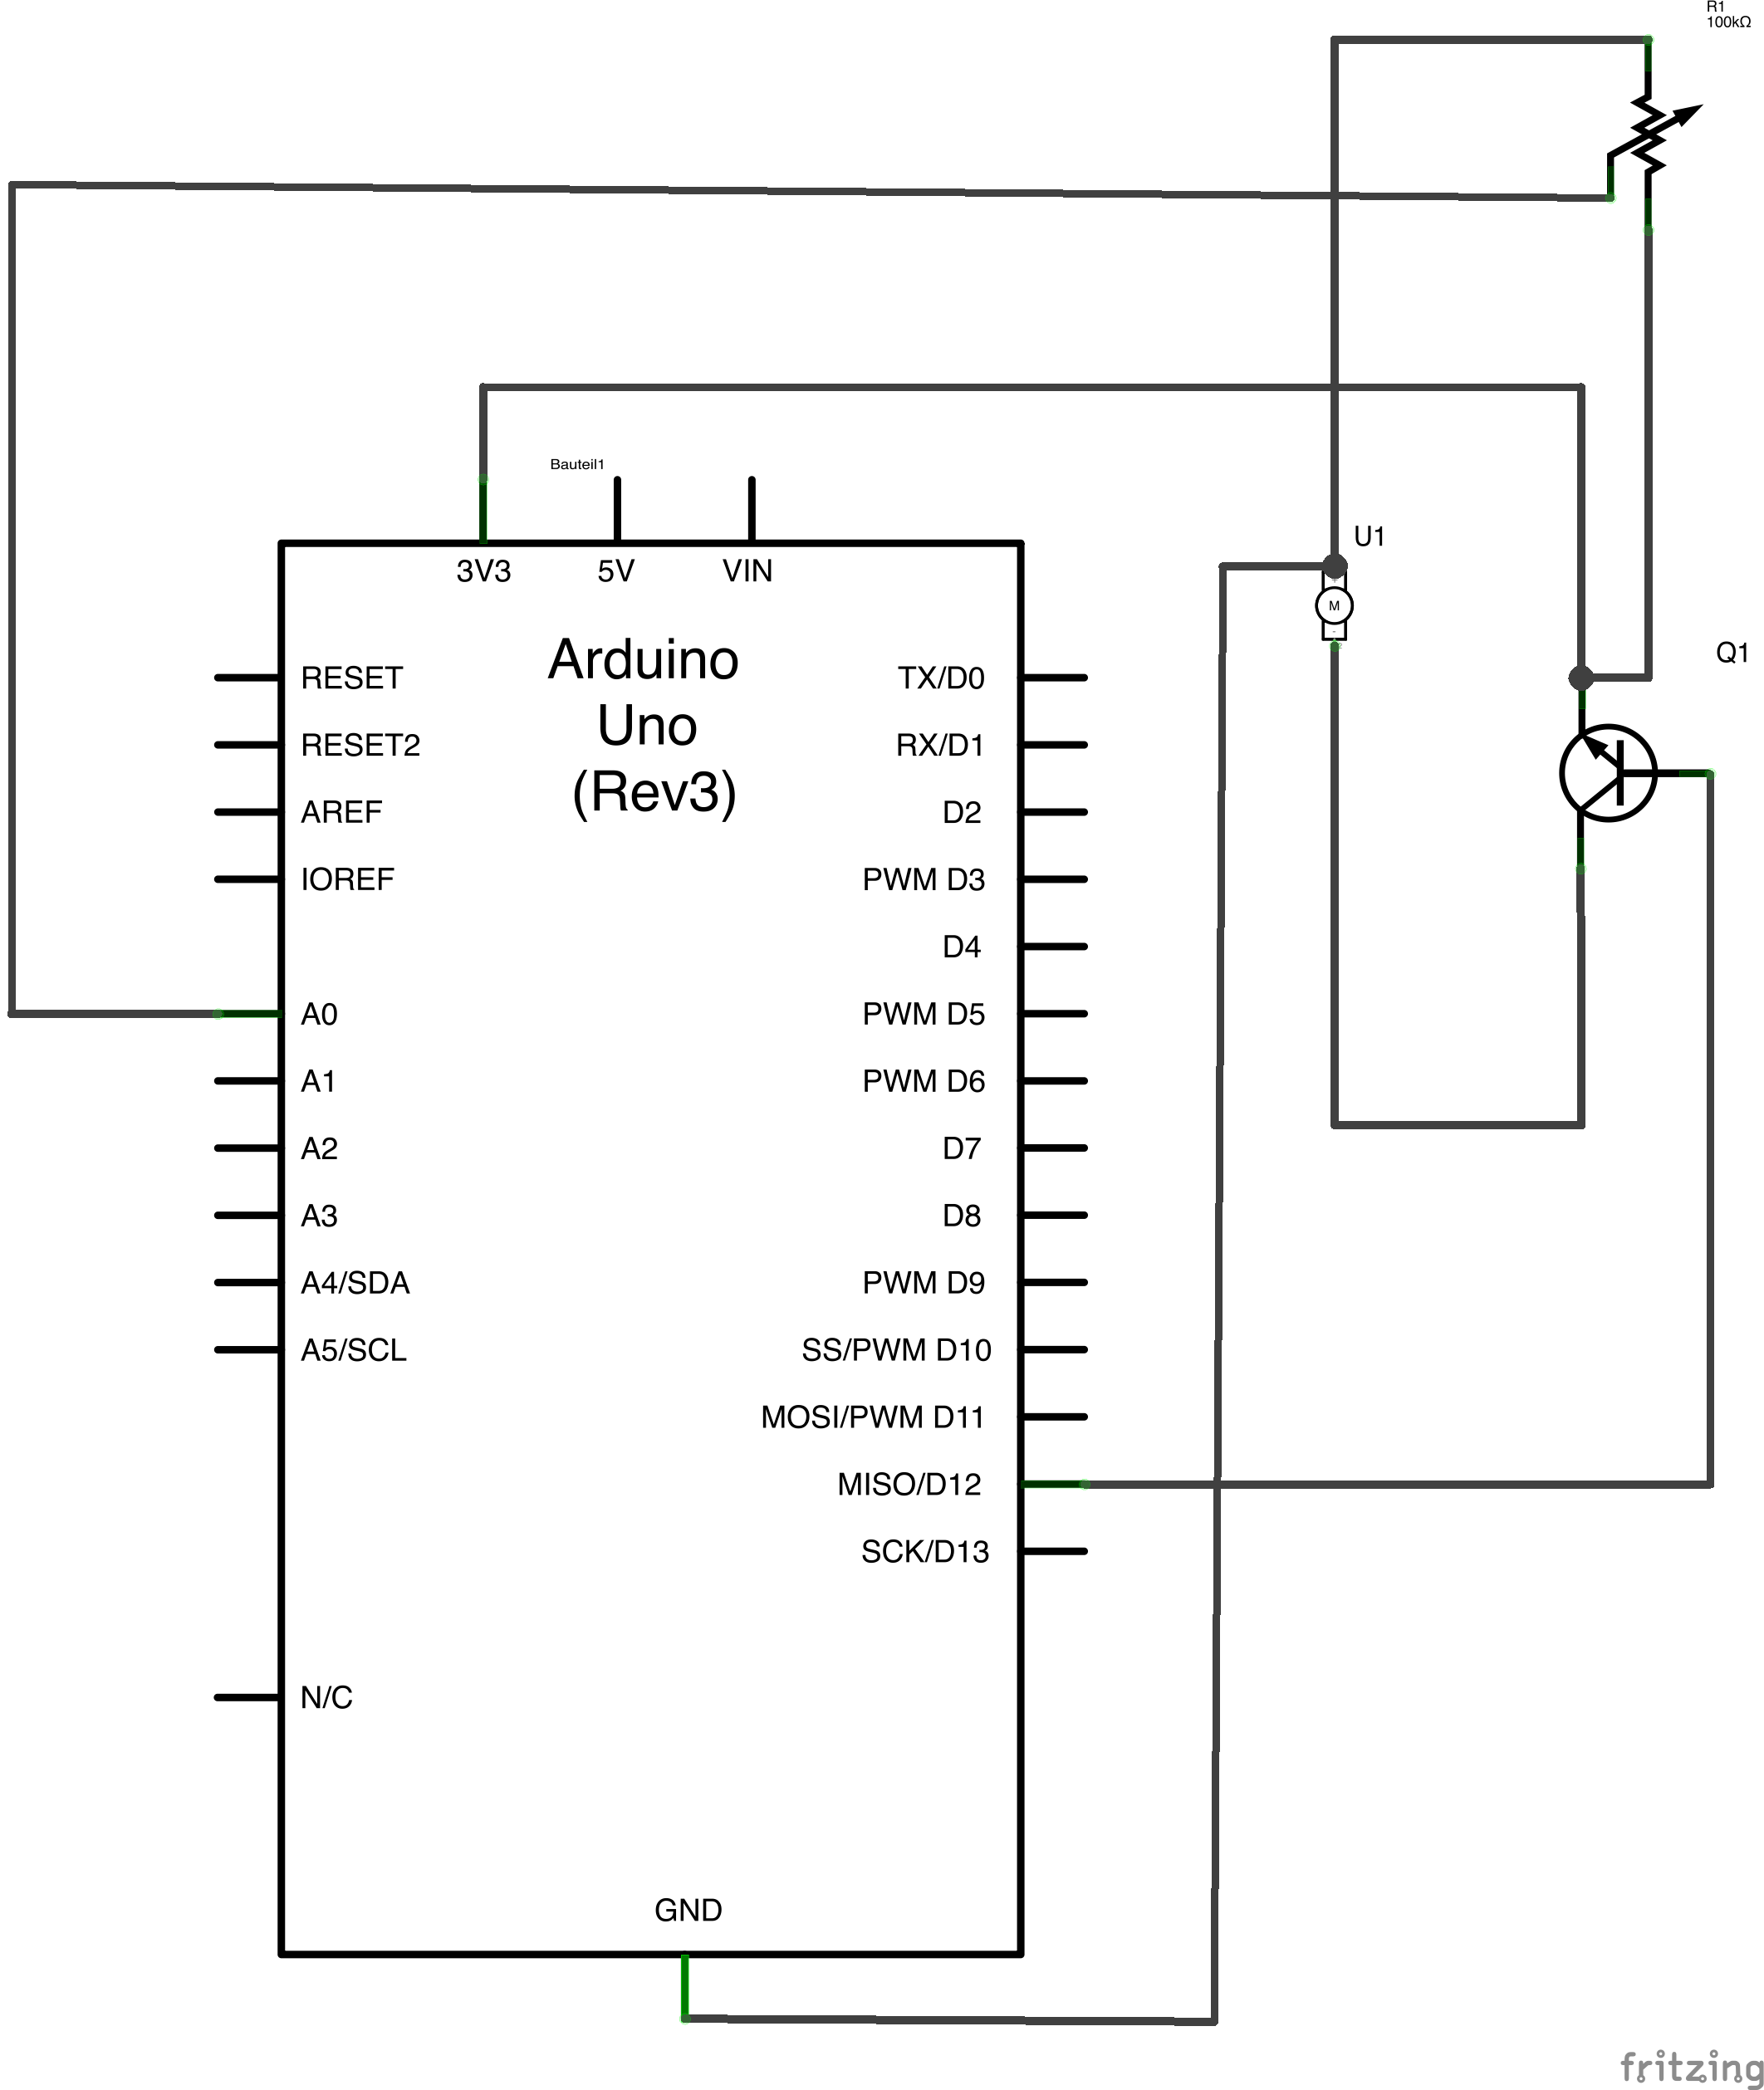 R1
100kΩ
Bauteil1
3V3
5V
VIN
U1
+
M
-
Q1
Arduino
Uno
(Rev3)
RESET
TX/D0
RESET2
RX/D1
AREF
D2
IOREF
PWM D3
D4
A0
PWM D5
A1
PWM D6
A2
D7
A3
D8
A4/SDA
PWM D9
A5/SCL
SS/PWM D10
MOSI/PWM D11
MISO/D12
SCK/D13
N/C
GND
fritzing